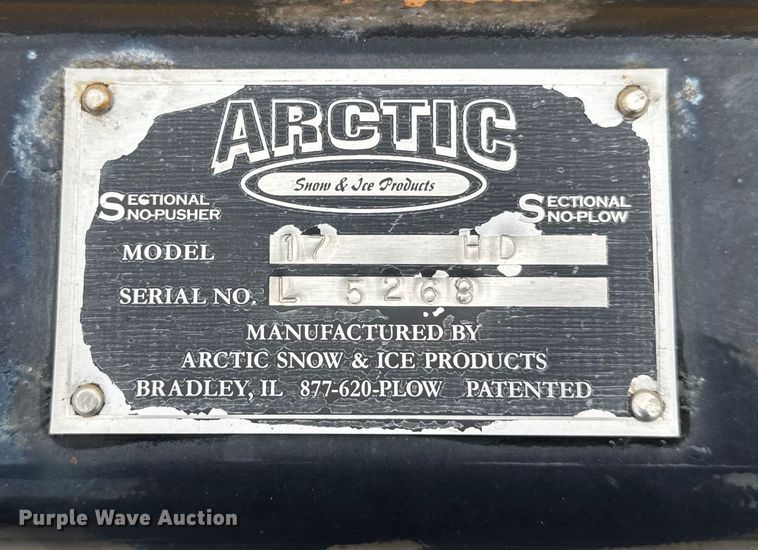 ARCTIC
Snow & Ice Products
SECTIONAL SNO-PUSHER
SECTIONAL SNO-PLOW
MODEL 17 HD
SERIAL NO. L 5268
MANUFACTURED BY
ARCTIC SNOW & ICE PRODUCTS
BRADLEY, IL 877-620-PLOW PATENTED
Purple Wave Auction